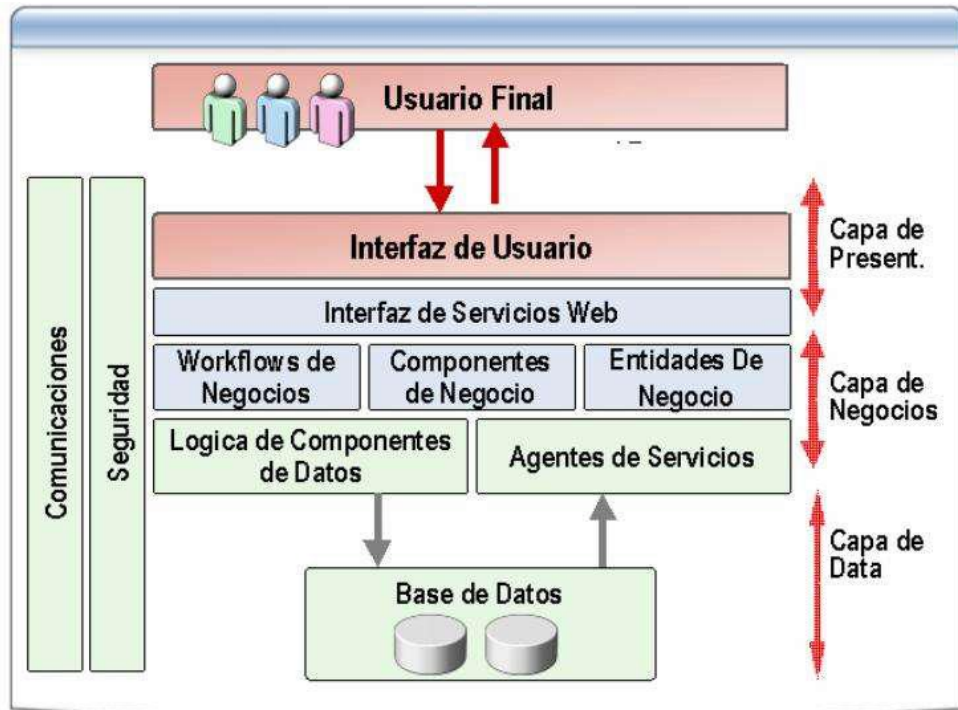 Usuario Final
Comunicaciones
Seguridad
Interfaz de Usuario
Capa de
Present.
Interfaz de Servicios Web
Workflows de
Negocios
Componentes
de Negocio
Entidades De
Negocio
Capa de
Negocios
Logica de Componentes
de Datos
Agentes de Servicios
Capa de
Data
Base de Datos